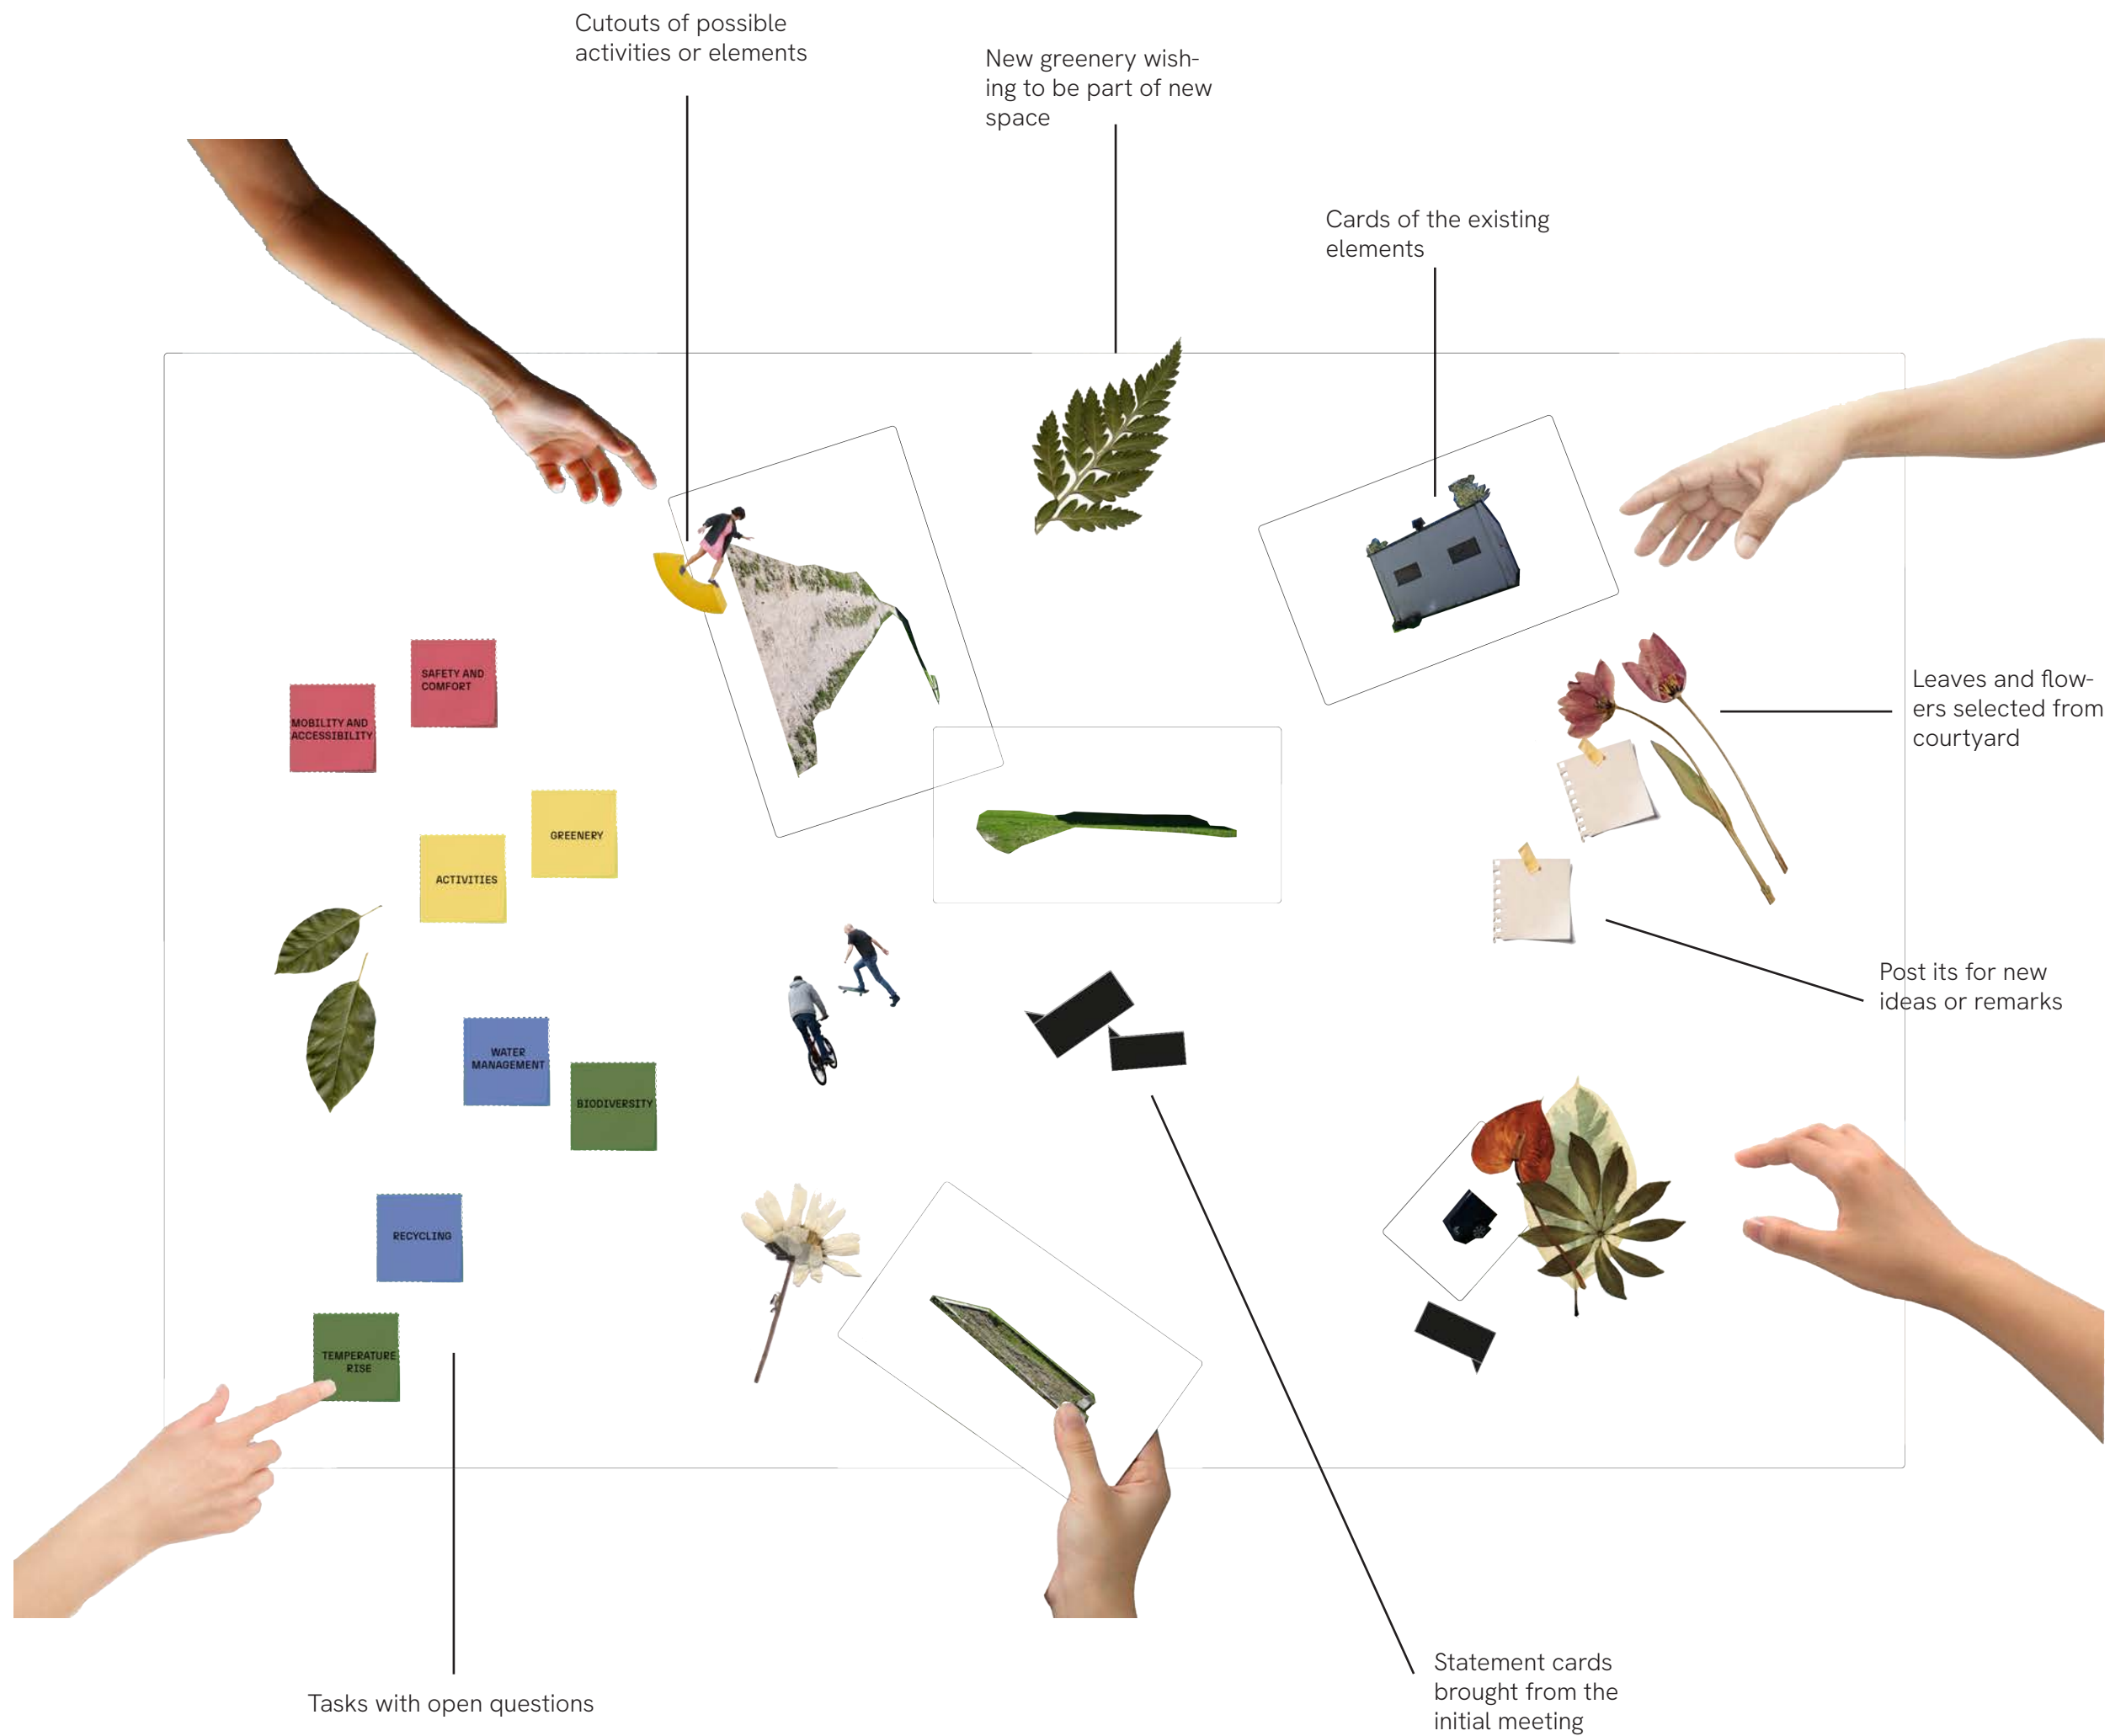 Cutouts of possible
activities or elements
New greenery wish-
ing to be part of new
space
Cards of the existing
elements
SAFETY AND
COMFORT
MOBILITY AND
ACCESSIBILITY
Leaves and flow-
ers selected from
courtyard
GREENERY
ACTIVITIES
Post its for new
ideas or remarks
WATER
MANAGEMENT
BIODIVERSITY
RECYCLING
TEMPERATURE
RISE
Tasks with open questions
Statement cards
brought from the
initial meeting